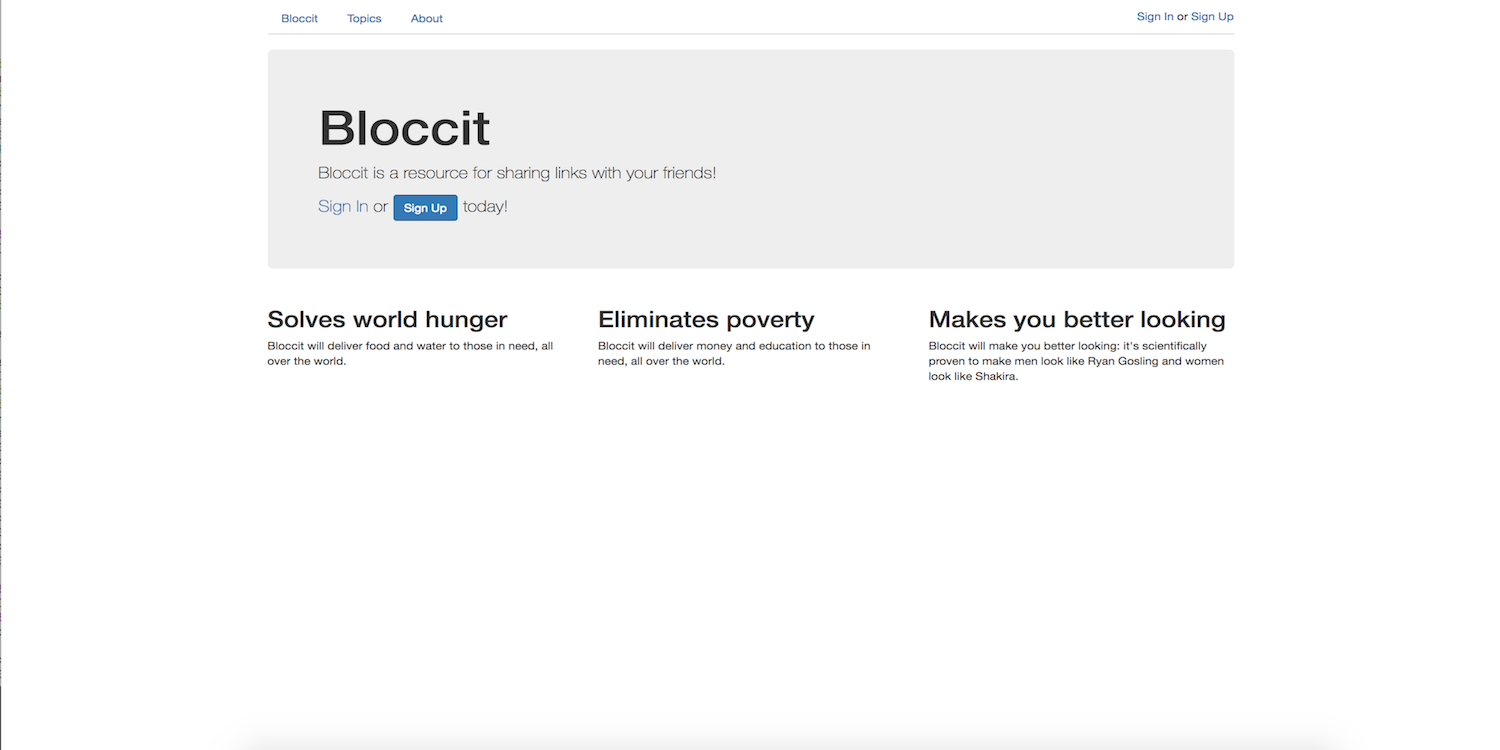 Bloccit Topics About Sign In or Sign Up
Bloccit
Bloccit is a resource for sharing links with your friends!
Sign In or Sign Up today!
Solves world hunger
Bloccit will deliver food and water to those in need, all
over the world.
Eliminates poverty
Bloccit will deliver money and education to those in
need, all over the world.
Makes you better looking
Bloccit will make you better looking: it's scientifically
proven to make men look like Ryan Gosling and women
look like Shakira.